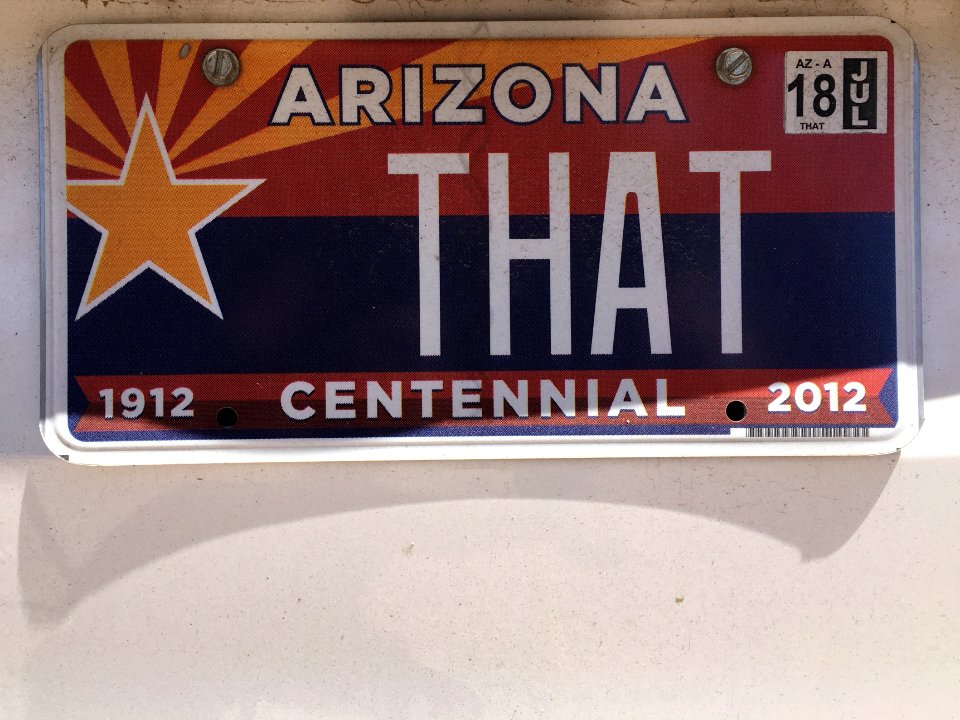 ARIZONA
AZ - A
18 JUL
THAT
THAT
1912 CENTENNIAL 2012